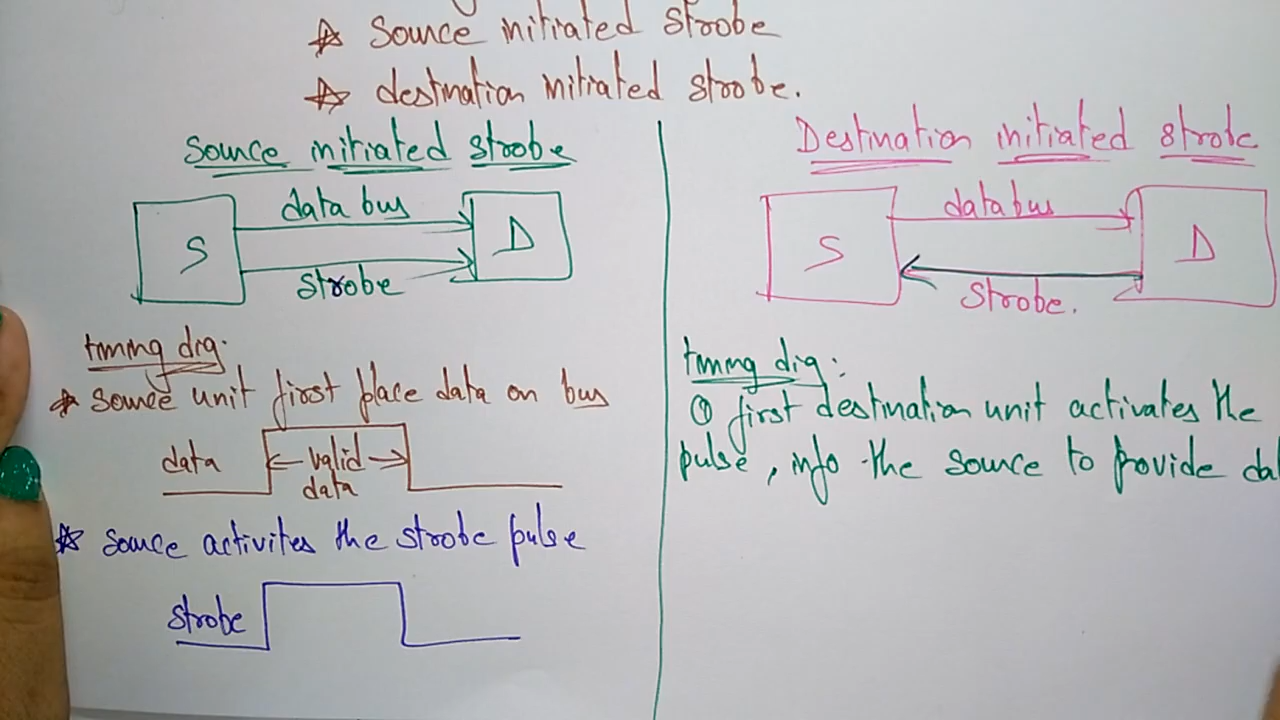 ☆ Source initiated strobe
☆ destination initiated strobe.
Source initiated strobe
data bus
S
D
strobe
timing dig:
* source unit first place data on bus
data
valid
data
☆ source activites the strobe pulse
strobe
Destination initiated strobe
data bus
S
D
Strobe.
timing dig:
① first destination unit activates the
pulse, info the source to provide dat